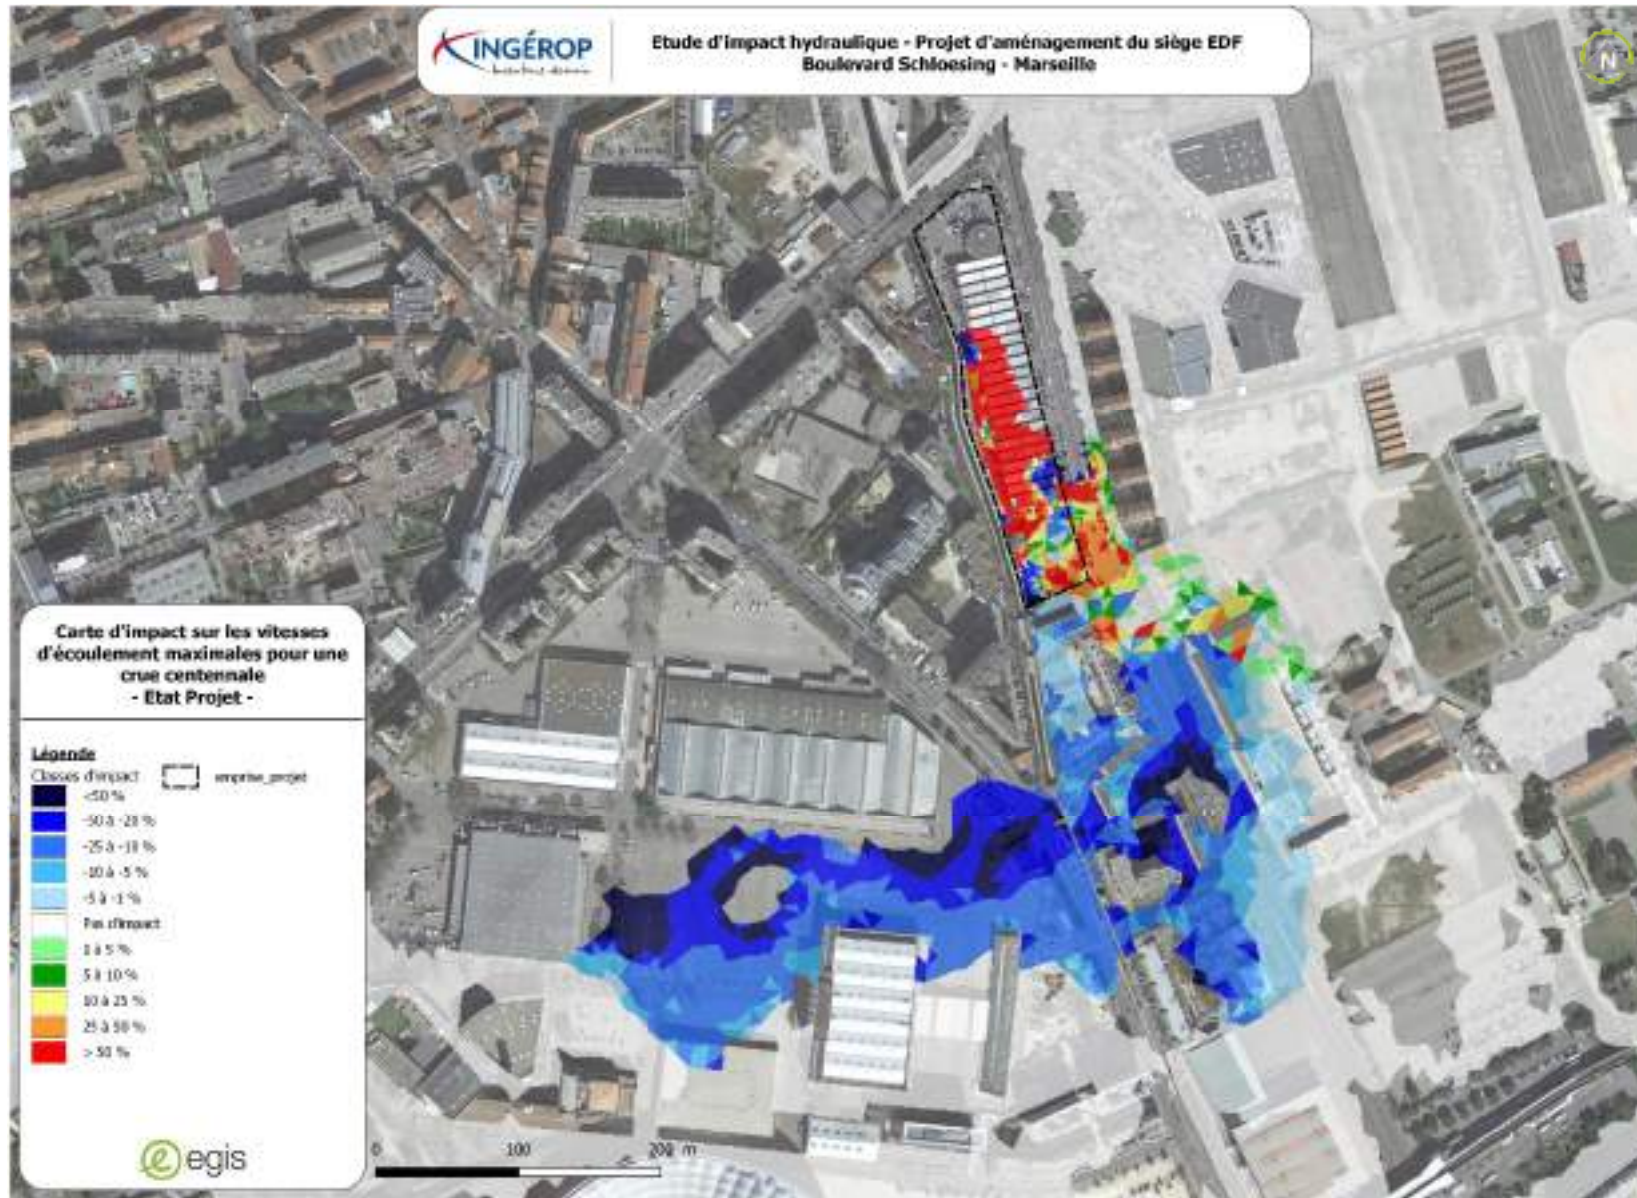 INGÉROP
Etude d'impact hydraulique - Projet d'aménagement du siège EDF
Boulevard Schloesing - Marseille
N
Carte d'impact sur les vitesses
d'écoulement maximales pour une
crue centennale
- Etat Projet -
Légende
Classes d'impact
emprise_projet
<50 %
-50 à -20 %
-25 à -10 %
-10 à -5 %
-5 à -1 %
Pas d'impact
1 à 5 %
5 à 10 %
10 à 25 %
25 à 50 %
> 50 %
egis
0 100 200 m